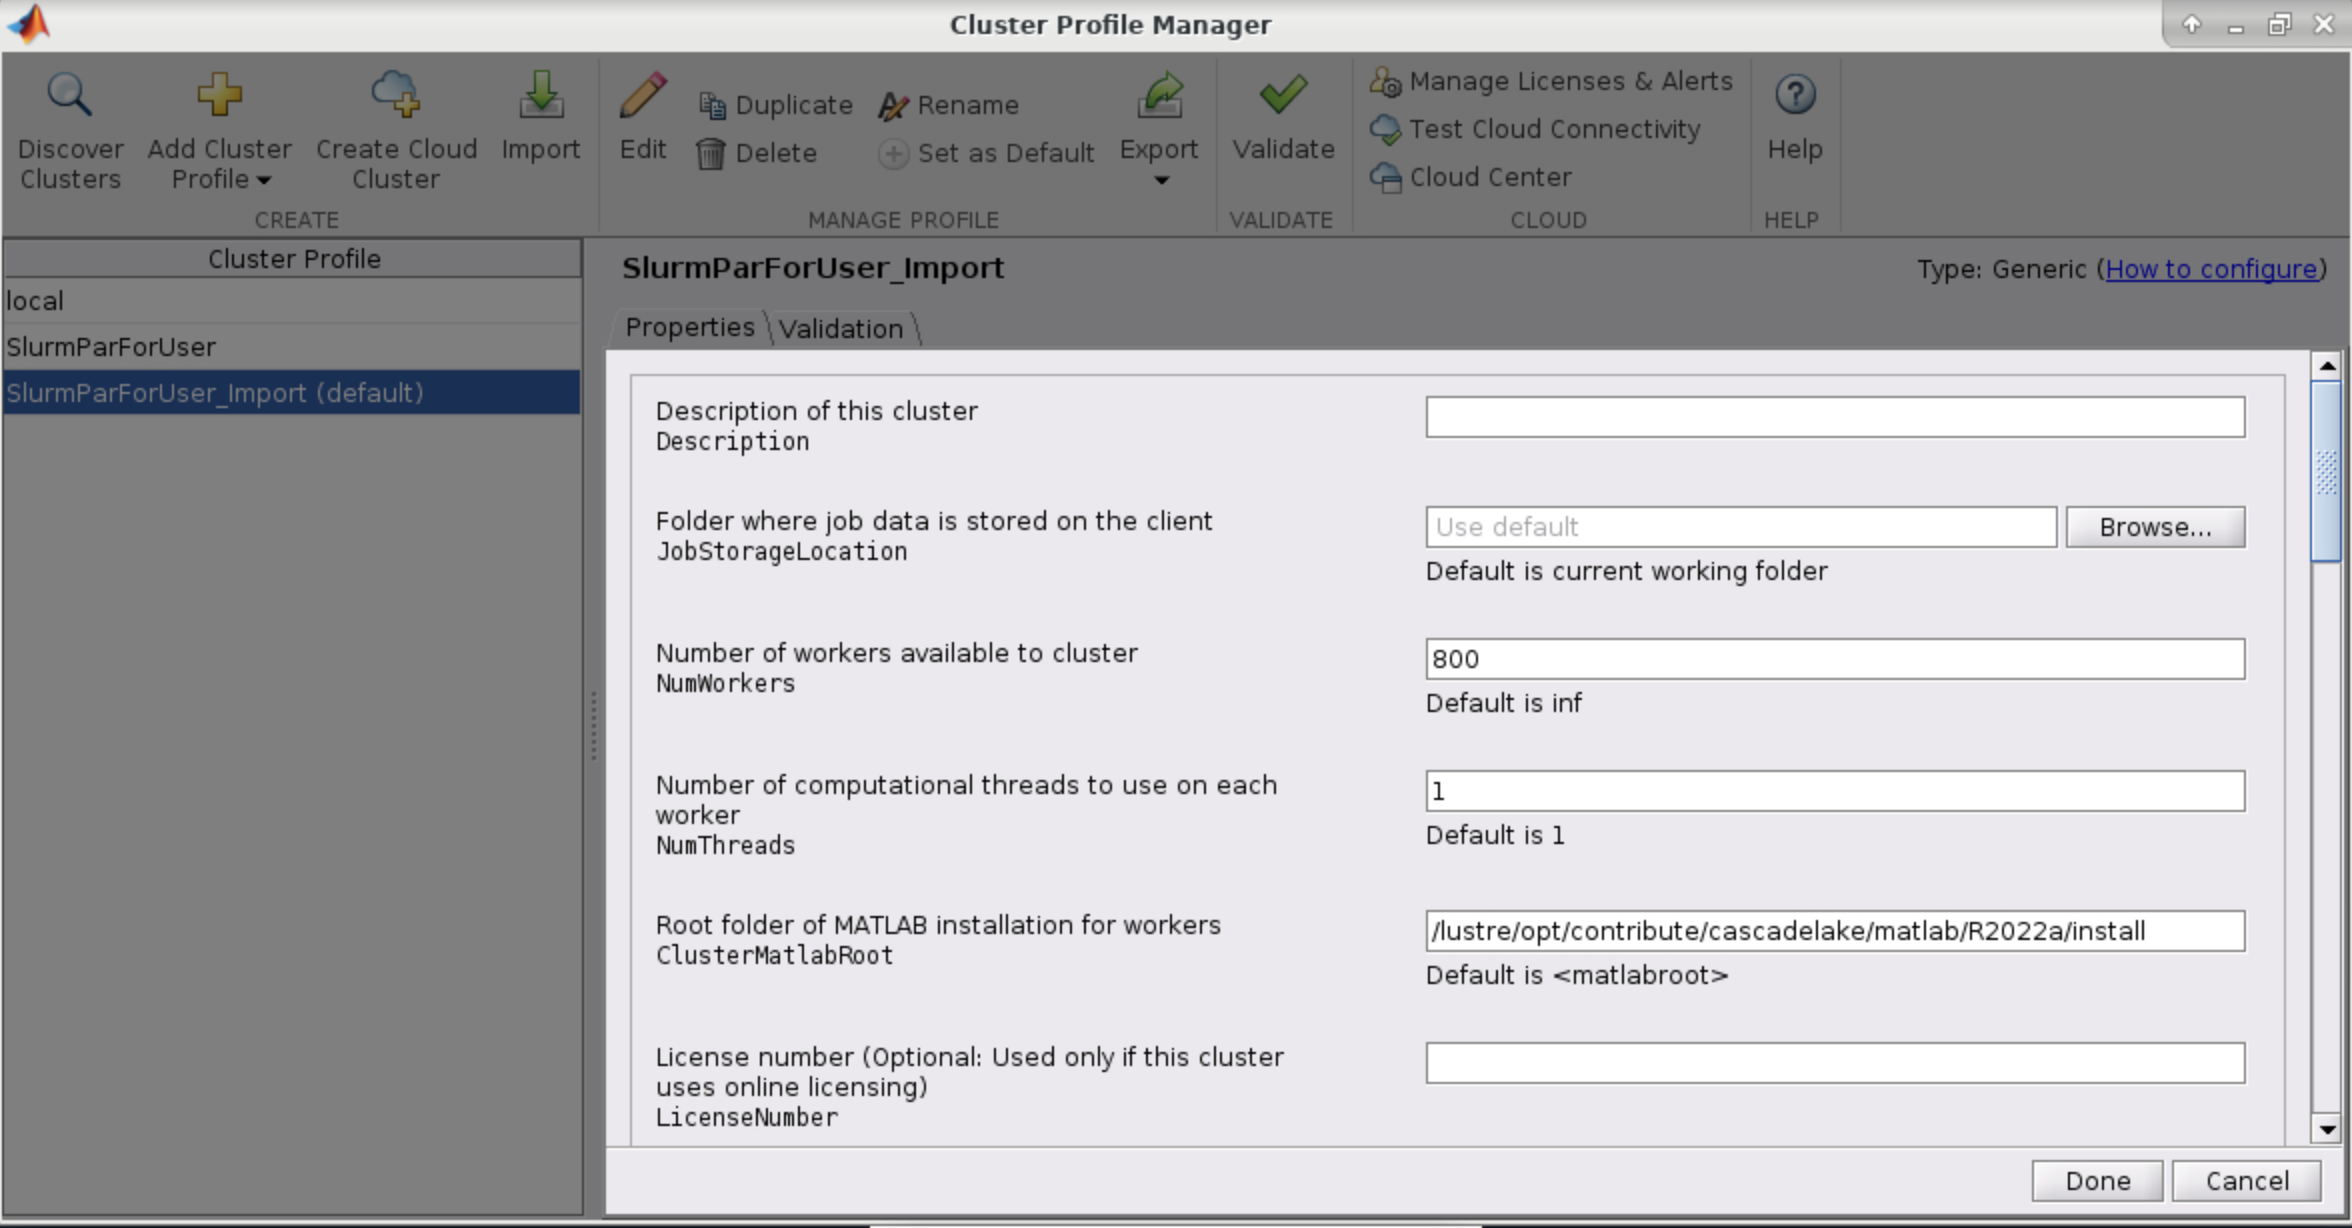 Cluster Profile Manager
Discover
Clusters
Add Cluster
Profile
Create Cloud
Cluster
Import
CREATE
Edit
Duplicate
Delete
Rename
Set as Default
Export
MANAGE PROFILE
Validate
VALIDATE
Manage Licenses & Alerts
Test Cloud Connectivity
Cloud Center
CLOUD
Help
HELP
Cluster Profile
local
SlurmParForUser
SlurmParForUser_Import (default)
SlurmParForUser_Import
Type: Generic (How to configure)
Properties
Validation
Description of this cluster
Description
Folder where job data is stored on the client
JobStorageLocation
Use default
Browse...
Default is current working folder
Number of workers available to cluster
NumWorkers
800
Default is inf
Number of computational threads to use on each
worker
NumThreads
1
Default is 1
Root folder of MATLAB installation for workers
ClusterMatlabRoot
/lustre/opt/contribute/cascadelake/matlab/R2022a/install
Default is <matlabroot>
License number (Optional: Used only if this cluster
uses online licensing)
LicenseNumber
Done
Cancel